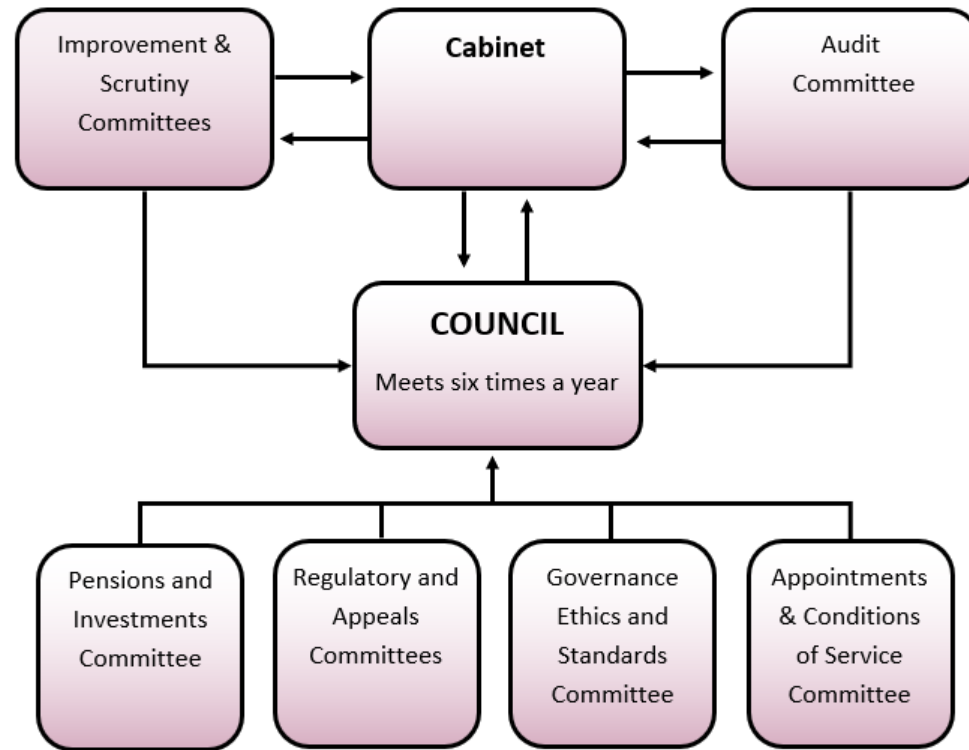 Improvement &
Scrutiny
Committees
Cabinet
Audit
Committee
COUNCIL
Meets six times a year
Pensions and
Investments
Committee
Regulatory and
Appeals
Committees
Governance
Ethics and
Standards
Committee
Appointments
& Conditions
of Service
Committee